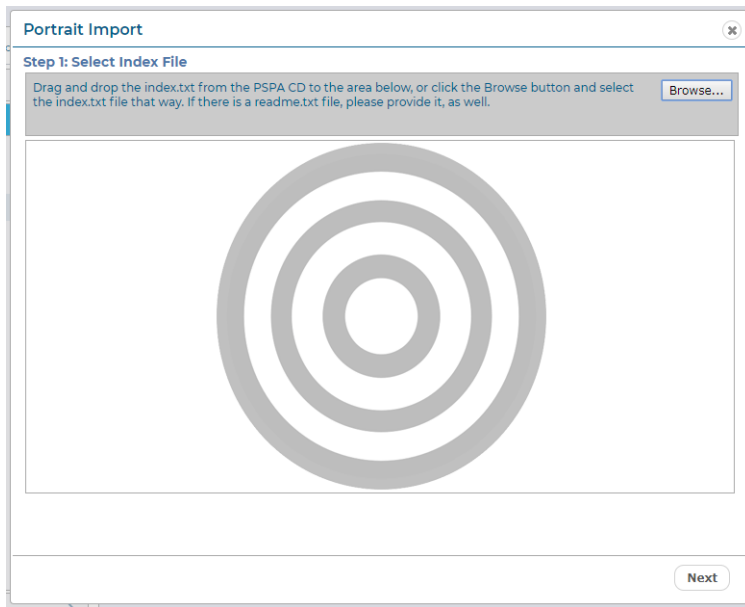 Portrait Import
Step 1: Select Index File
Drag and drop the index.txt from the PSPA CD to the area below, or click the Browse button and select
the index.txt file that way. If there is a readme.txt file, please provide it, as well.
Browse...
Next